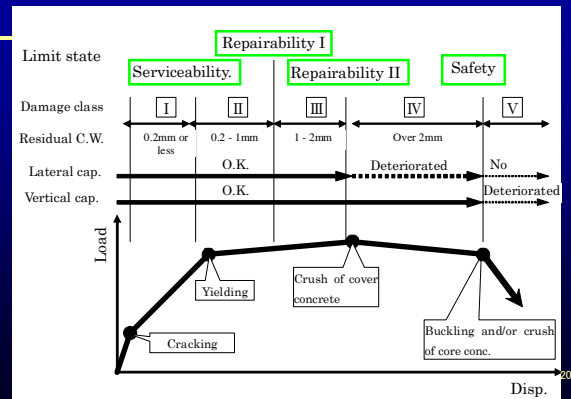 Repairability I
Limit state
Serviceability.
Repairability II
Safety
Damage class
I
II
III
IV
V
Residual C.W.
0.2mm or
less
0.2 - 1mm
1 - 2mm
Over 2mm
Lateral cap.
O.K.
Deteriorated
No
Vertical cap.
O.K.
Deteriorated
Load
Yielding
Crush of cover
concrete
Cracking
Buckling and/or crush
of core conc.
Disp.
20